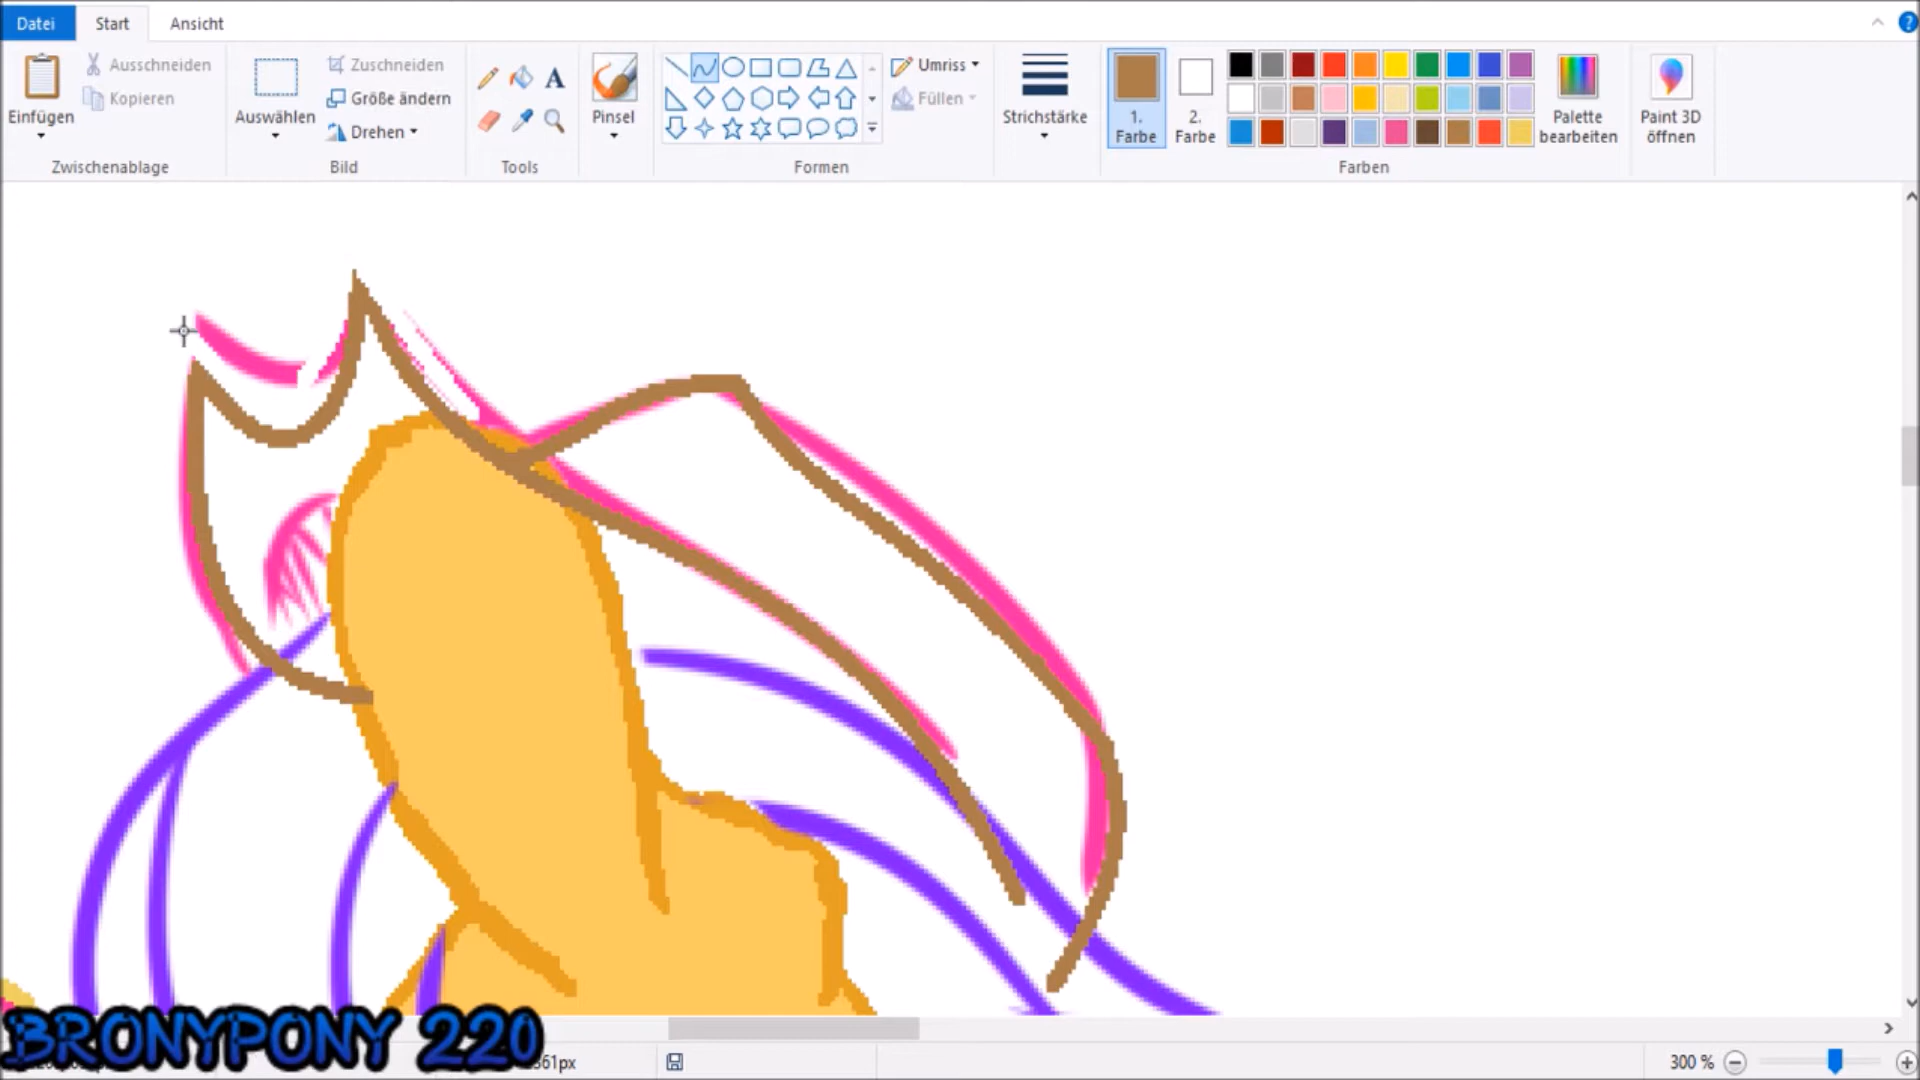 Datei Start Ansicht
Ausschneiden
Kopieren
Einfügen
Zwischenablage
Zuschneiden
Größe ändern
Drehen
Auswählen
Bild
A
Tools
Pinsel
Umriss
Füllen
Formen
Strichstärke
1.
Farbe
2.
Farbe
Palette
bearbeiten
Paint 3D
öffnen
Farben
BRONYPONY 220
361px
300 %